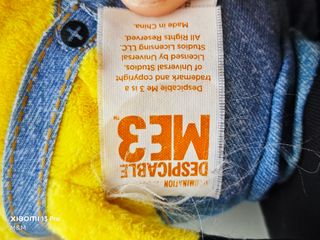 ILLUMINATION
DESPICABLE
ME3™
Despicable Me 3 is a
trademark and copyright
of Universal Studios.
Licensed by Universal
Studios Licensing LLC.
All Rights Reserved.
Made in China.
XIAOMI 13 Pro
M&M